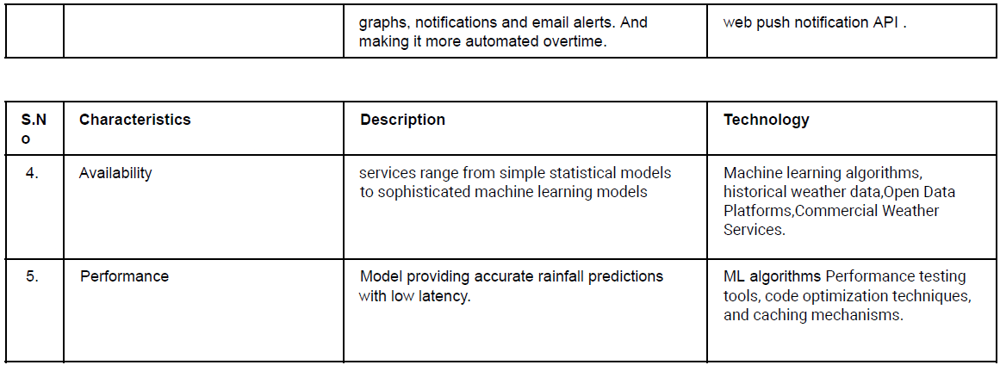 graphs, notifications and email alerts. And
making it more automated overtime.
web push notification API .
S.N
o
Characteristics
Description
Technology
4.
Availability
services range from simple statistical models
to sophisticated machine learning models
Machine learning algorithms,
historical weather data,Open Data
Platforms,Commercial Weather
Services.
5.
Performance
Model providing accurate rainfall predictions
with low latency.
ML algorithms Performance testing
tools, code optimization techniques,
and caching mechanisms.